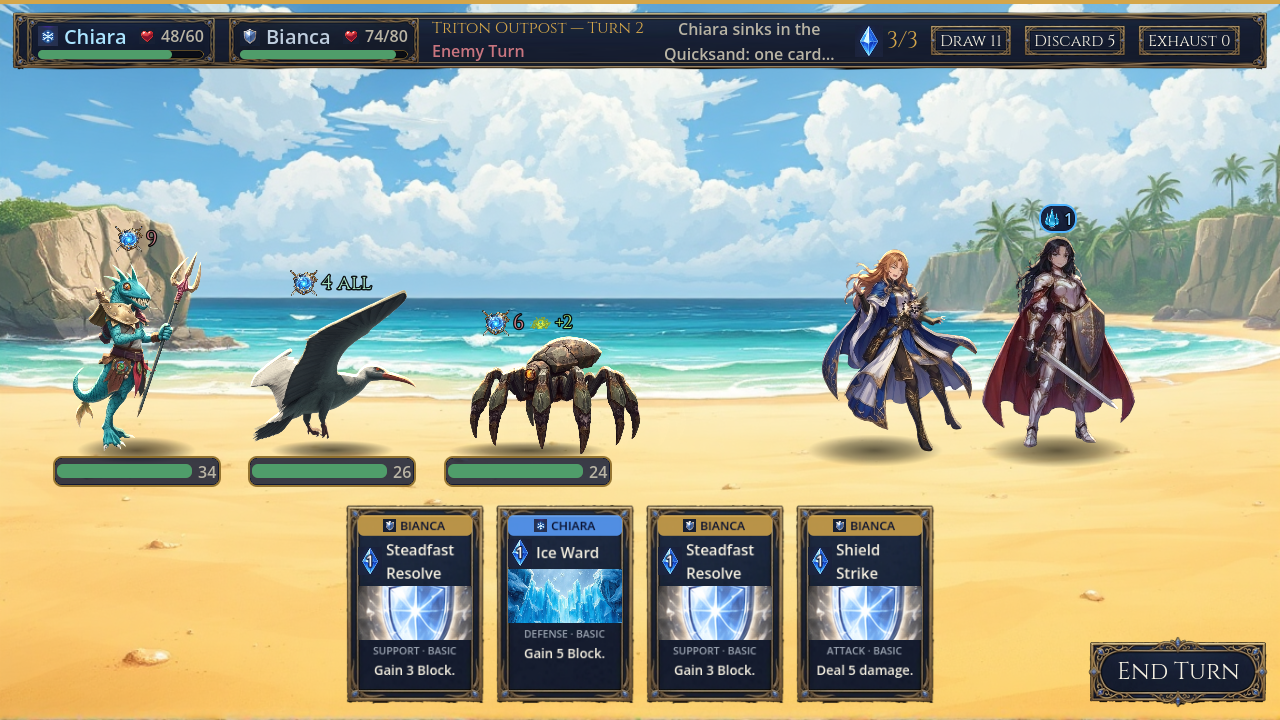 Chiara 48/60
Bianca 74/80
TRITON OUTPOST — TURN 2
Enemy Turn
Chiara sinks in the
Quicksand: one card...
3/3
DRAW 11
DISCARD 5
EXHAUST 0
1
9
4 ALL
6 +2
34
26
24
BIANCA
1
Steadfast
Resolve
SUPPORT · BASIC
Gain 3 Block.
CHIARA
1
Ice Ward
DEFENSE · BASIC
Gain 5 Block.
BIANCA
1
Steadfast
Resolve
SUPPORT · BASIC
Gain 3 Block.
BIANCA
1
Shield
Strike
ATTACK · BASIC
Deal 5 damage.
END TURN